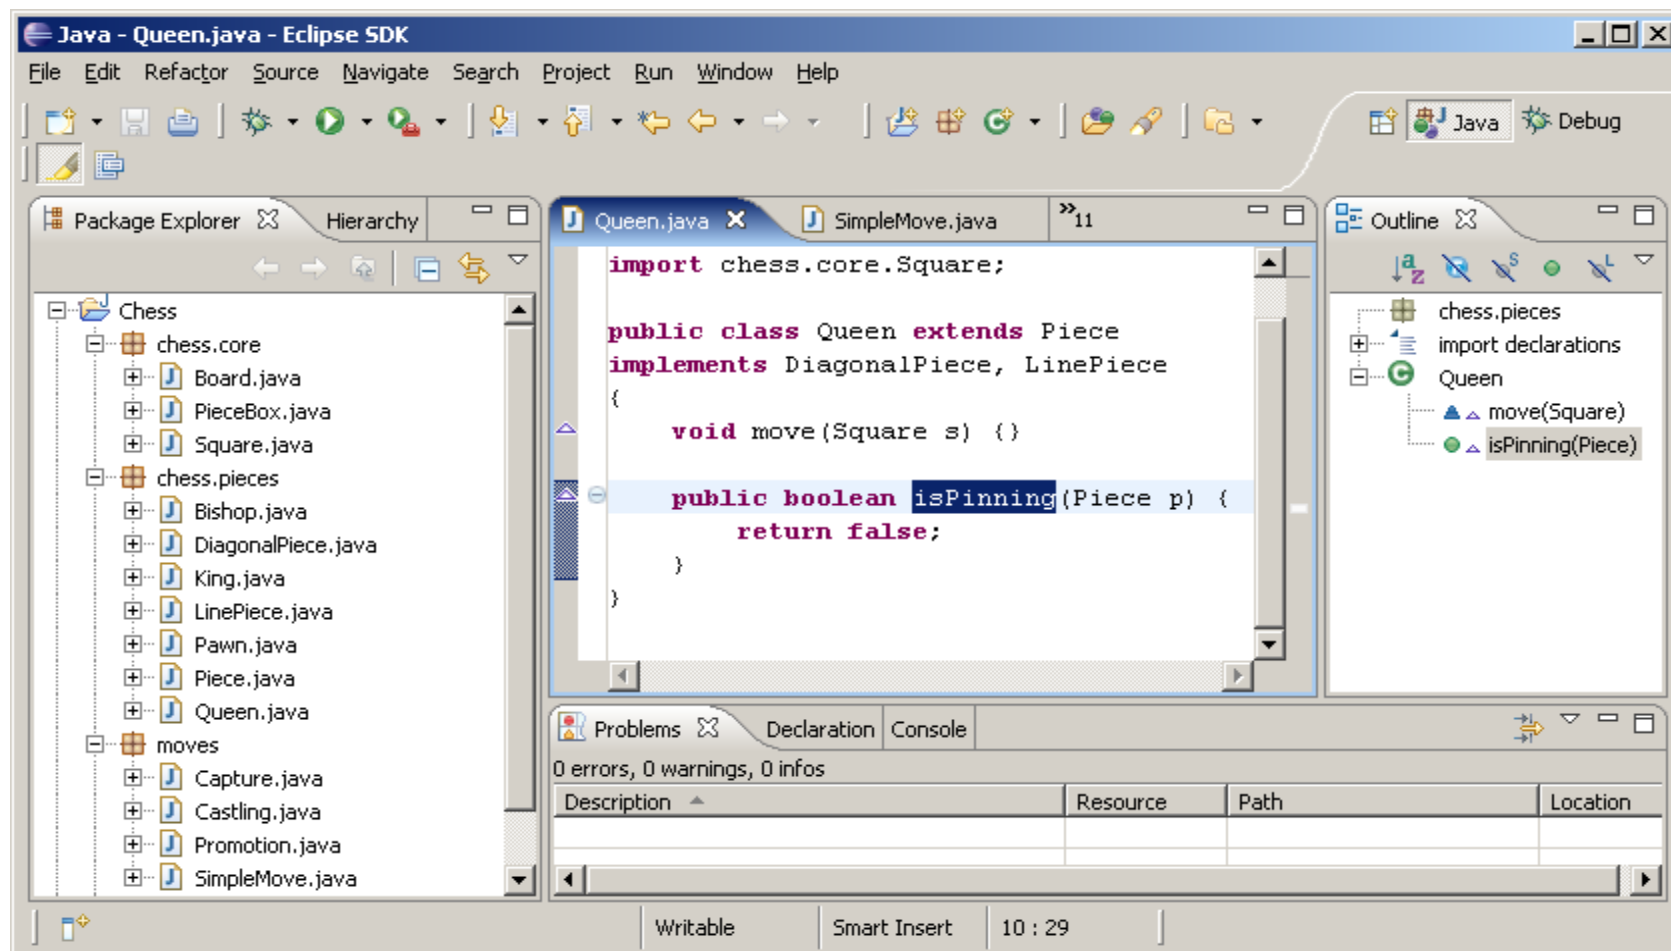 Java - Queen.java - Eclipse SDK
File Edit Refactor Source Navigate Search Project Run Window Help
Java Debug
Package Explorer Hierarchy
Chess
chess.core
Board.java
PieceBox.java
Square.java
chess.pieces
Bishop.java
DiagonalPiece.java
King.java
LinePiece.java
Pawn.java
Piece.java
Queen.java
moves
Capture.java
Castling.java
Promotion.java
SimpleMove.java
Queen.java SimpleMove.java »11
import chess.core.Square;
public class Queen extends Piece
implements DiagonalPiece, LinePiece
{
void move(Square s) {}
public boolean isPinning(Piece p) {
return false;
}
}
Outline
chess.pieces
import declarations
Queen
move(Square)
isPinning(Piece)
Problems Declaration Console
0 errors, 0 warnings, 0 infos
Description Resource Path Location
Writable Smart Insert 10 : 29